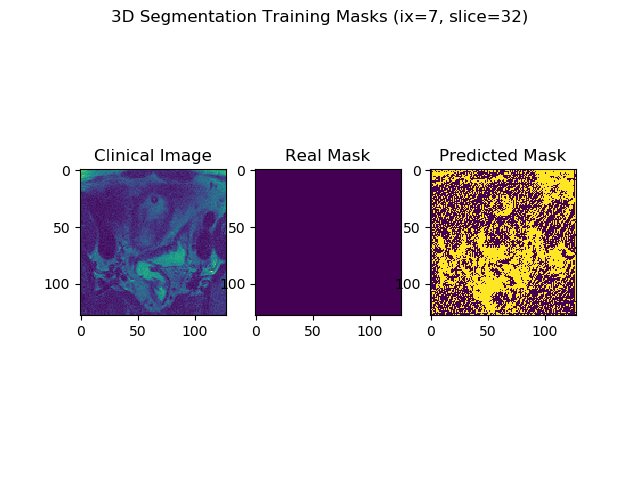 3D Segmentation Training Masks (ix=7, slice=32)
Clinical Image Real Mask Predicted Mask
0 0 0
50 50 50
100 100 100
0 50 100 0 50 100 0 50 100